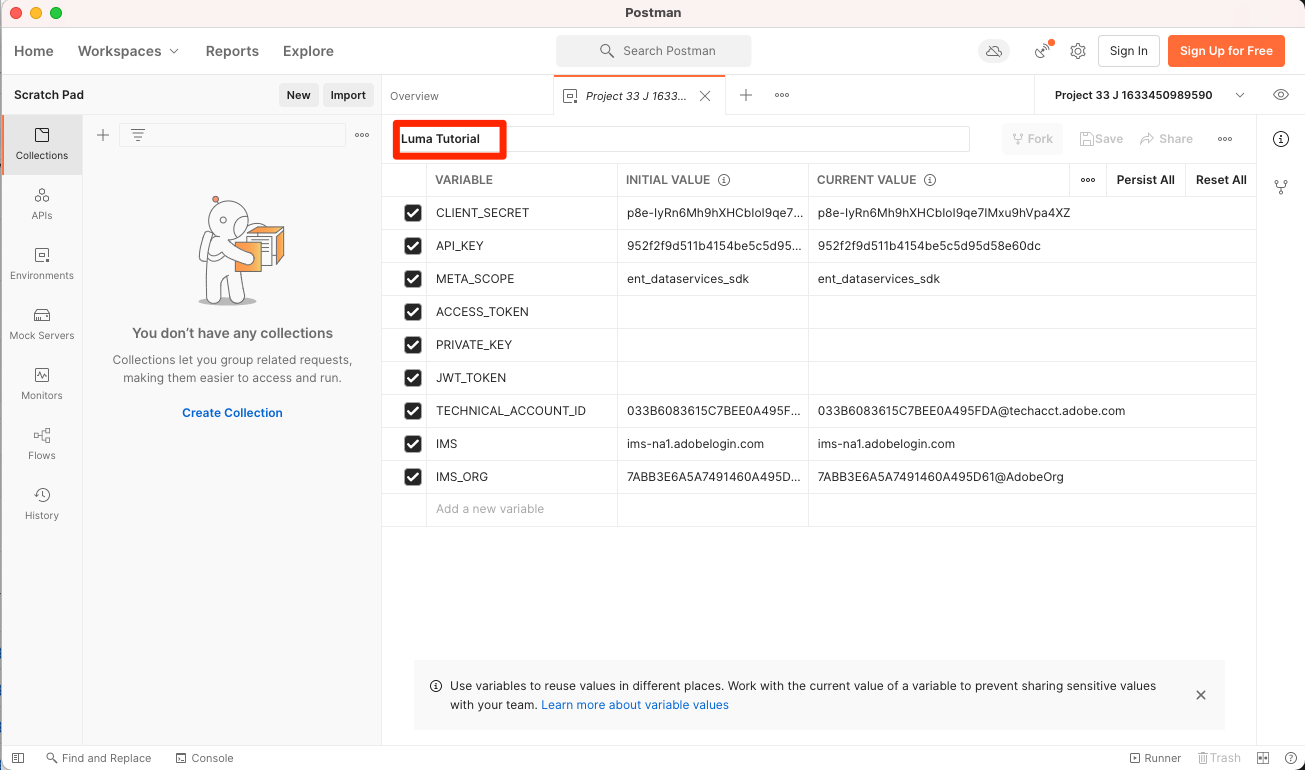 Postman
Home Workspaces Reports Explore Search Postman Sign In Sign Up for Free
Scratch Pad New Import Overview Project 33 J 1633... Project 33 J 1633450989590
Luma Tutorial Fork Save Share
Collections
APIs
Environments
Mock Servers
Monitors
Flows
History
You don’t have any collections
Collections let you group related requests,
making them easier to access and run.
Create Collection
VARIABLE INITIAL VALUE CURRENT VALUE Persist All Reset All
CLIENT_SECRET p8e-IyRn6Mh9hXHCbIoI9qe7... p8e-IyRn6Mh9hXHCbIoI9qe7IMxu9hVpa4XZ
API_KEY 952f2f9d511b4154be5c5d95... 952f2f9d511b4154be5c5d95d58e60dc
META_SCOPE ent_dataservices_sdk ent_dataservices_sdk
ACCESS_TOKEN
PRIVATE_KEY
JWT_TOKEN
TECHNICAL_ACCOUNT_ID 033B6083615C7BEE0A495F... 033B6083615C7BEE0A495FDA@techacct.adobe.com
IMS ims-na1.adobelogin.com ims-na1.adobelogin.com
IMS_ORG 7ABB3E6A5A7491460A495D... 7ABB3E6A5A7491460A495D61@AdobeOrg
Add a new variable
Use variables to reuse values in different places. Work with the current value of a variable to prevent sharing sensitive values
with your team. Learn more about variable values
Find and Replace Console Runner Trash